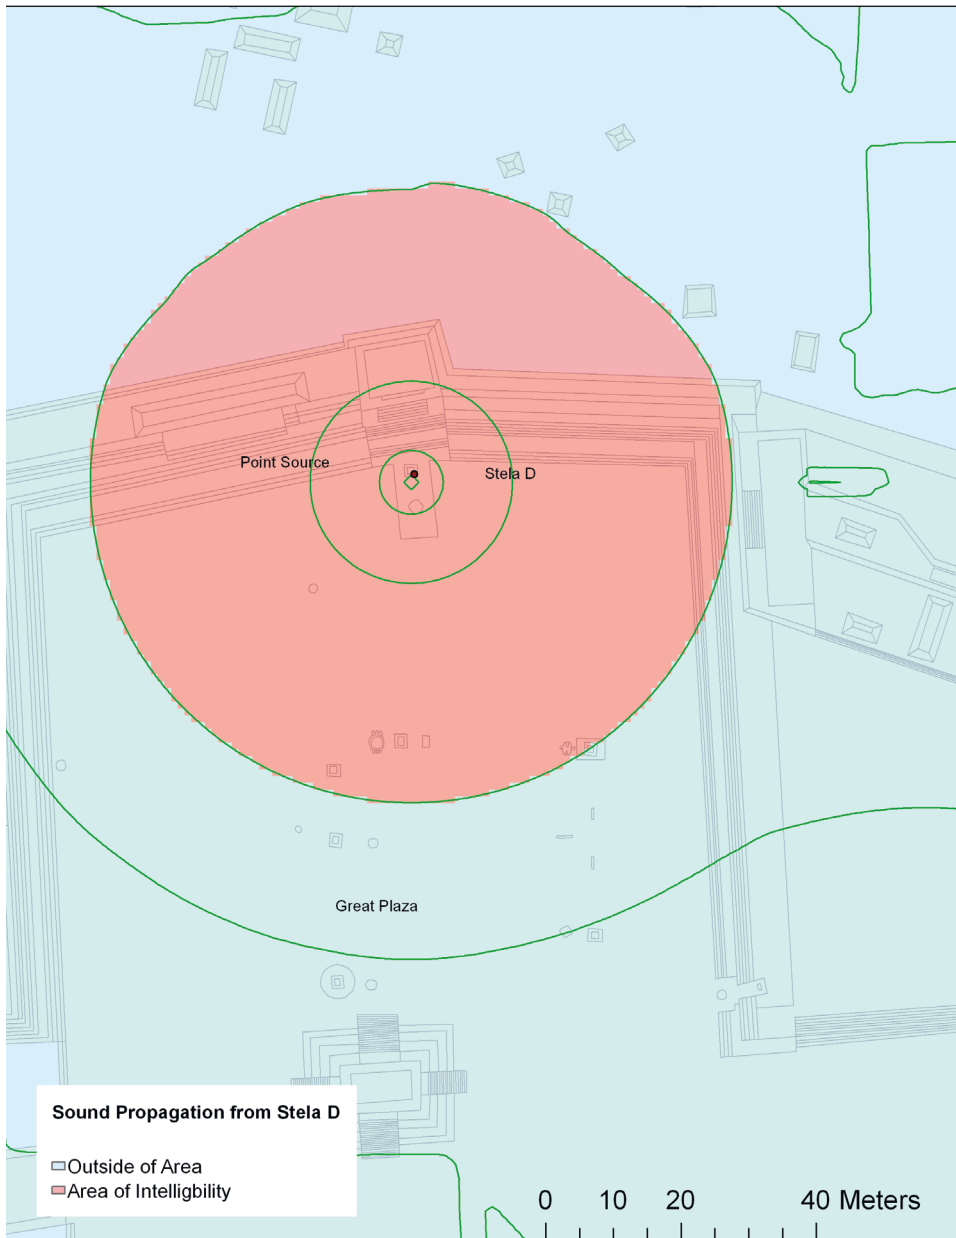 Point Source
Stela D
Great Plaza
Sound Propagation from Stela D
Outside of Area
Area of Intelligbility
0 10 20 40 Meters